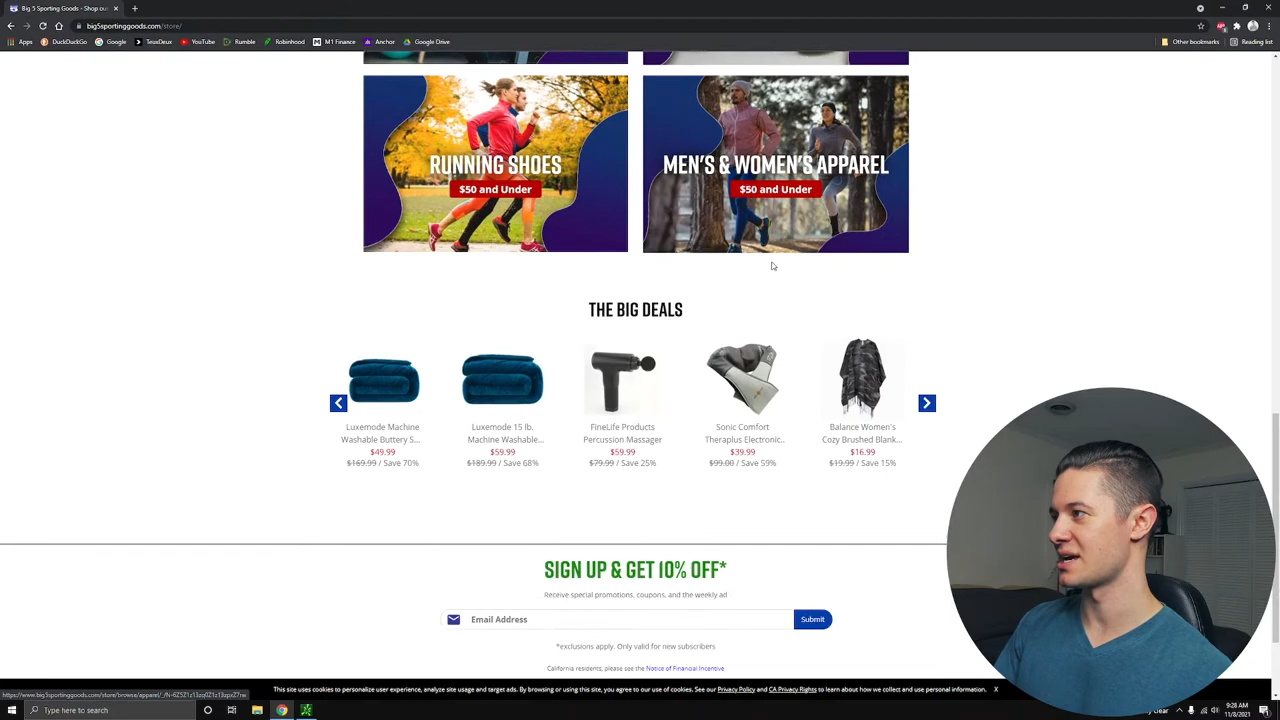 Big 5 Sporting Goods - Shop ou
big5sportinggoods.com/store/
Apps
DuckDuckGo
Google
TeuxDeux
YouTube
Rumble
Robinhood
M1 Finance
Anchor
Google Drive
Other bookmarks
Reading list
RUNNING SHOES
$50 and Under
MEN'S & WOMEN'S APPAREL
$50 and Under
THE BIG DEALS
Luxemode Machine
Washable Buttery S...
$49.99
$169.99 / Save 70%
Luxemode 15 lb.
Machine Washable...
$59.99
$189.99 / Save 68%
FineLife Products
Percussion Massager
$59.99
$79.99 / Save 25%
Sonic Comfort
Theraplus Electronic..
$39.99
$99.00 / Save 59%
Balance Women's
Cozy Brushed Blank...
$16.99
$19.99 / Save 15%
SIGN UP & GET 10% OFF*
Receive special promotions, coupons, and the weekly ad
Email Address
Submit
*exclusions apply. Only valid for new subscribers
California residents, please see the Notice of Financial Incentive
This site uses cookies to personalize user experience, analyze site usage and target ads. By browsing or using this site, you agree to our use of cookies. See our Privacy Policy and CA Privacy Rights to learn about how we collect and use personal information.
X
Type here to search
clear
9:28 AM
11/8/2021